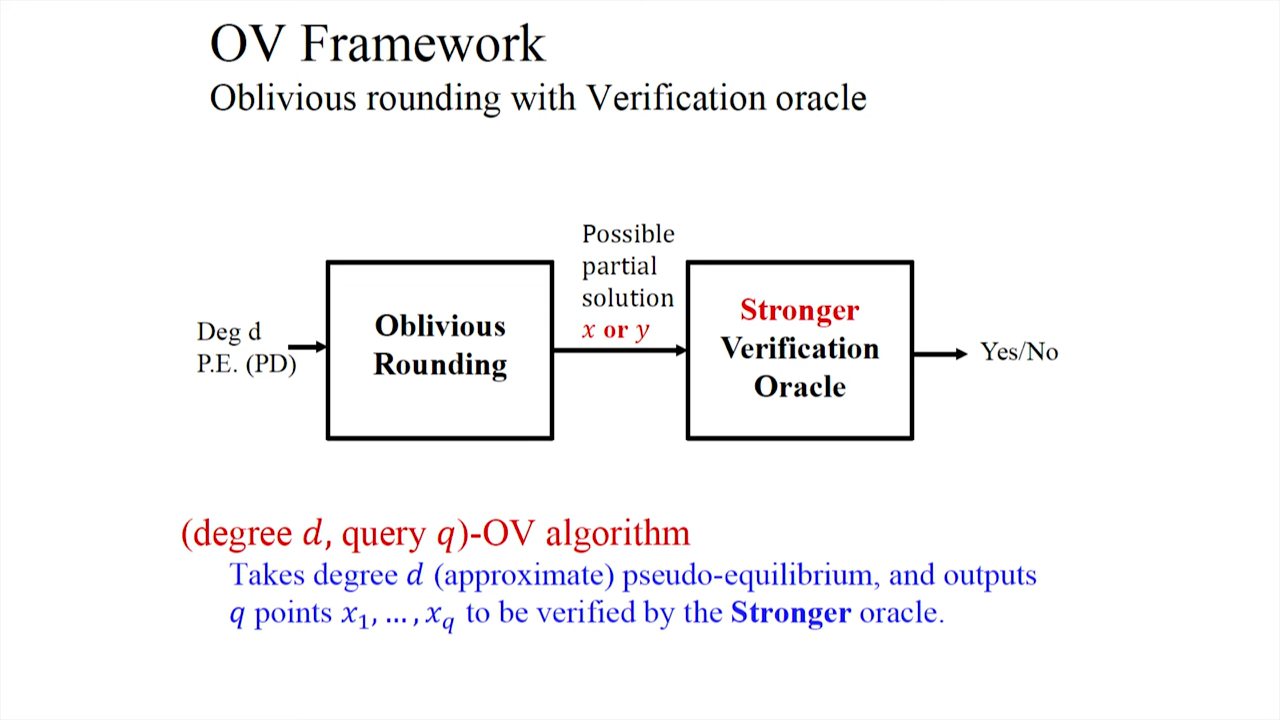 OV Framework
Oblivious rounding with Verification oracle
Possible
partial
solution
x or y
Deg d
P.E. (PD)
Oblivious
Rounding
Stronger
Verification
Oracle
Yes/No
(degree d, query q)-OV algorithm
Takes degree d (approximate) pseudo-equilibrium, and outputs
q points x₁, … , x_q to be verified by the Stronger oracle.